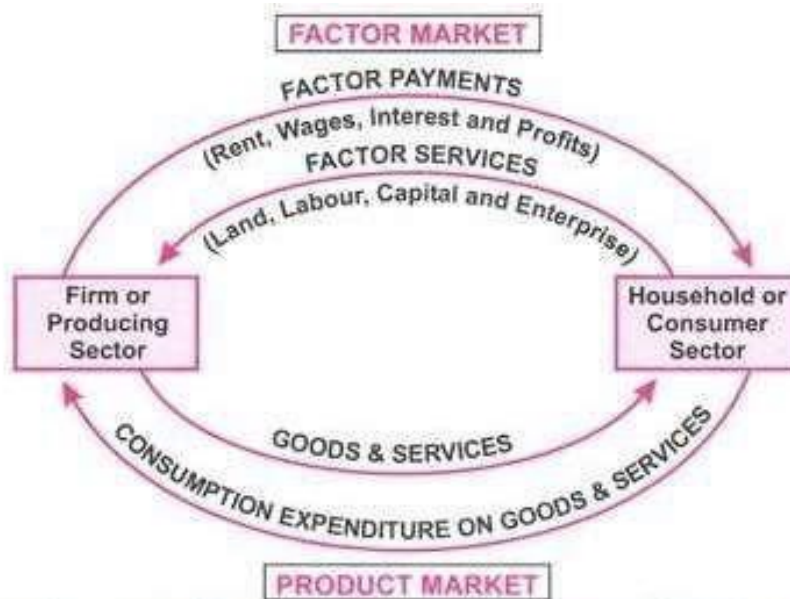 FACTOR MARKET
FACTOR PAYMENTS
(Rent, Wages, Interest and Profits)
FACTOR SERVICES
(Land, Labour, Capital and Enterprise)
Firm or
Producing
Sector
Household or
Consumer
Sector
GOODS & SERVICES
CONSUMPTION EXPENDITURE ON GOODS & SERVICES
PRODUCT MARKET